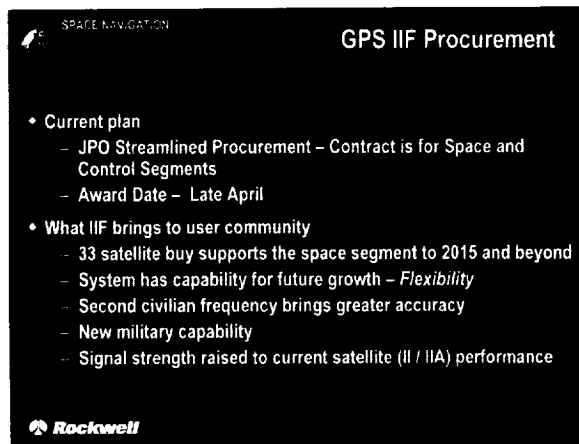 SPACE NAVIGATION
GPS IIF Procurement
• Current plan
– JPO Streamlined Procurement – Contract is for Space and
Control Segments
– Award Date – Late April
• What IIF brings to user community
– 33 satellite buy supports the space segment to 2015 and beyond
– System has capability for future growth – Flexibility
– Second civilian frequency brings greater accuracy
– New military capability
– Signal strength raised to current satellite (II / IIA) performance
Rockwell